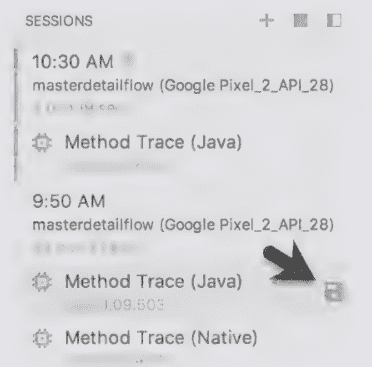 SESSIONS
10:30 AM
masterdetailflow (Google Pixel_2_API_28)
Method Trace (Java)
9:50 AM
masterdetailflow (Google Pixel_2_API_28)
Method Trace (Java)
Method Trace (Native)